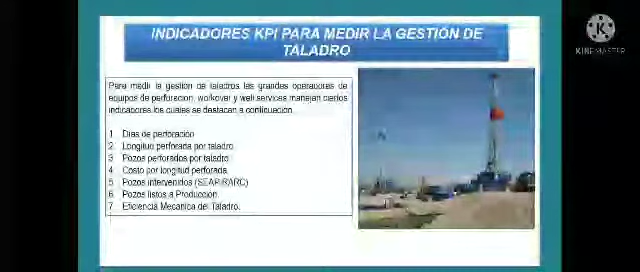 INDICADORES KPI PARA MEDIR LA GESTIÓN DE
TALADRO
Para medir la gestión de taladros las grandes operadores de
equipos de perforación, workover y well services manejan ciertos
indicadores los cuales se destacan a continuación
1 Dias de perforación
2. Longitud perforada por taladro
3 Pozos perforados por taladro
4 Costo por longitud perforada
5 Pozos intervenidos (SEAP/RARC)
6 Pozos listos a Producción
7 Eficiencia Mecánica del Taladro.
KINEMASTER